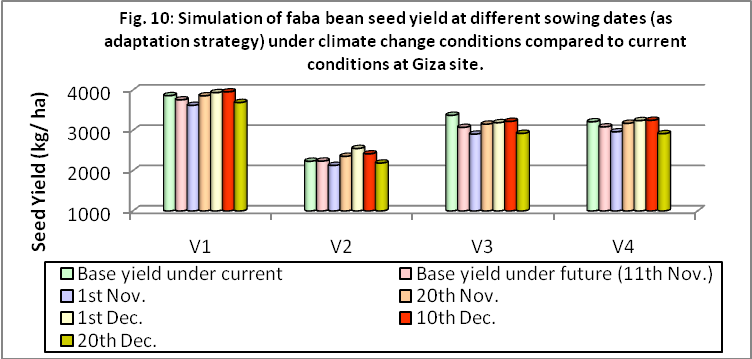 Fig. 10: Simulation of faba bean seed yield at different sowing dates (as
adaptation strategy) under climate change conditions compared to current
conditions at Giza site.
Seed Yield (kg/ ha)
4000
3000
2000
1000
V1 V2 V3 V4
Base yield under current Base yield under future (11th Nov.)
1st Nov. 20th Nov.
1st Dec. 10th Dec.
20th Dec.